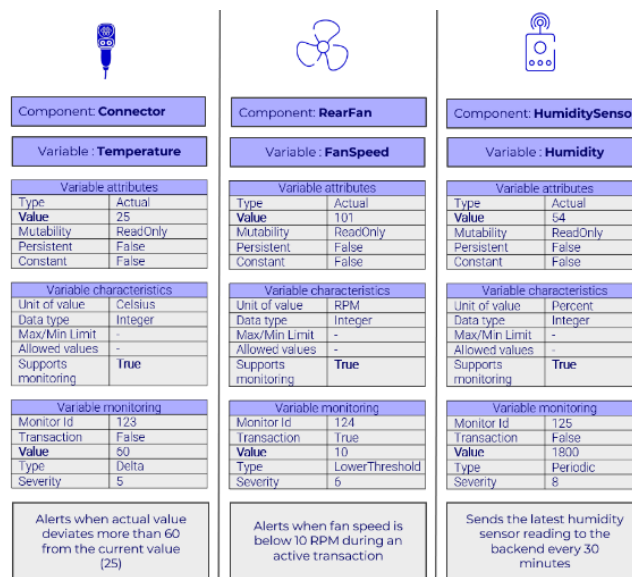 Component: Connector
Variable : Temperature
Variable attributes
Type Actual
Value 25
Mutability ReadOnly
Persistent False
Constant False
Variable characteristics
Unit of value Celsius
Data type Integer
Max/Min Limit -
Allowed values -
Supports True
monitoring
Variable monitoring
Monitor Id 123
Transaction False
Value 60
Type Delta
Severity 5
Alerts when actual value
deviates more than 60
from the current value
(25)
Component: RearFan
Variable : FanSpeed
Variable attributes
Type Actual
Value 101
Mutability ReadOnly
Persistent False
Constant False
Variable characteristics
Unit of value RPM
Data type Integer
Max/Min Limit -
Allowed values -
Supports True
monitoring
Variable monitoring
Monitor Id 124
Transaction True
Value 10
Type LowerThreshold
Severity 6
Alerts when fan speed is
below 10 RPM during an
active transaction
Component: HumiditySenso
Variable : Humidity
Variable attributes
Type Actual
Value 54
Mutability ReadOnly
Persistent False
Constant False
Variable characteristics
Unit of value Percent
Data type Integer
Max/Min Limit -
Allowed values -
Supports True
monitoring
Variable monitoring
Monitor Id 125
Transaction False
Value 1800
Type Periodic
Severity 8
Sends the latest humidity
sensor reading to the
backend every 30
minutes